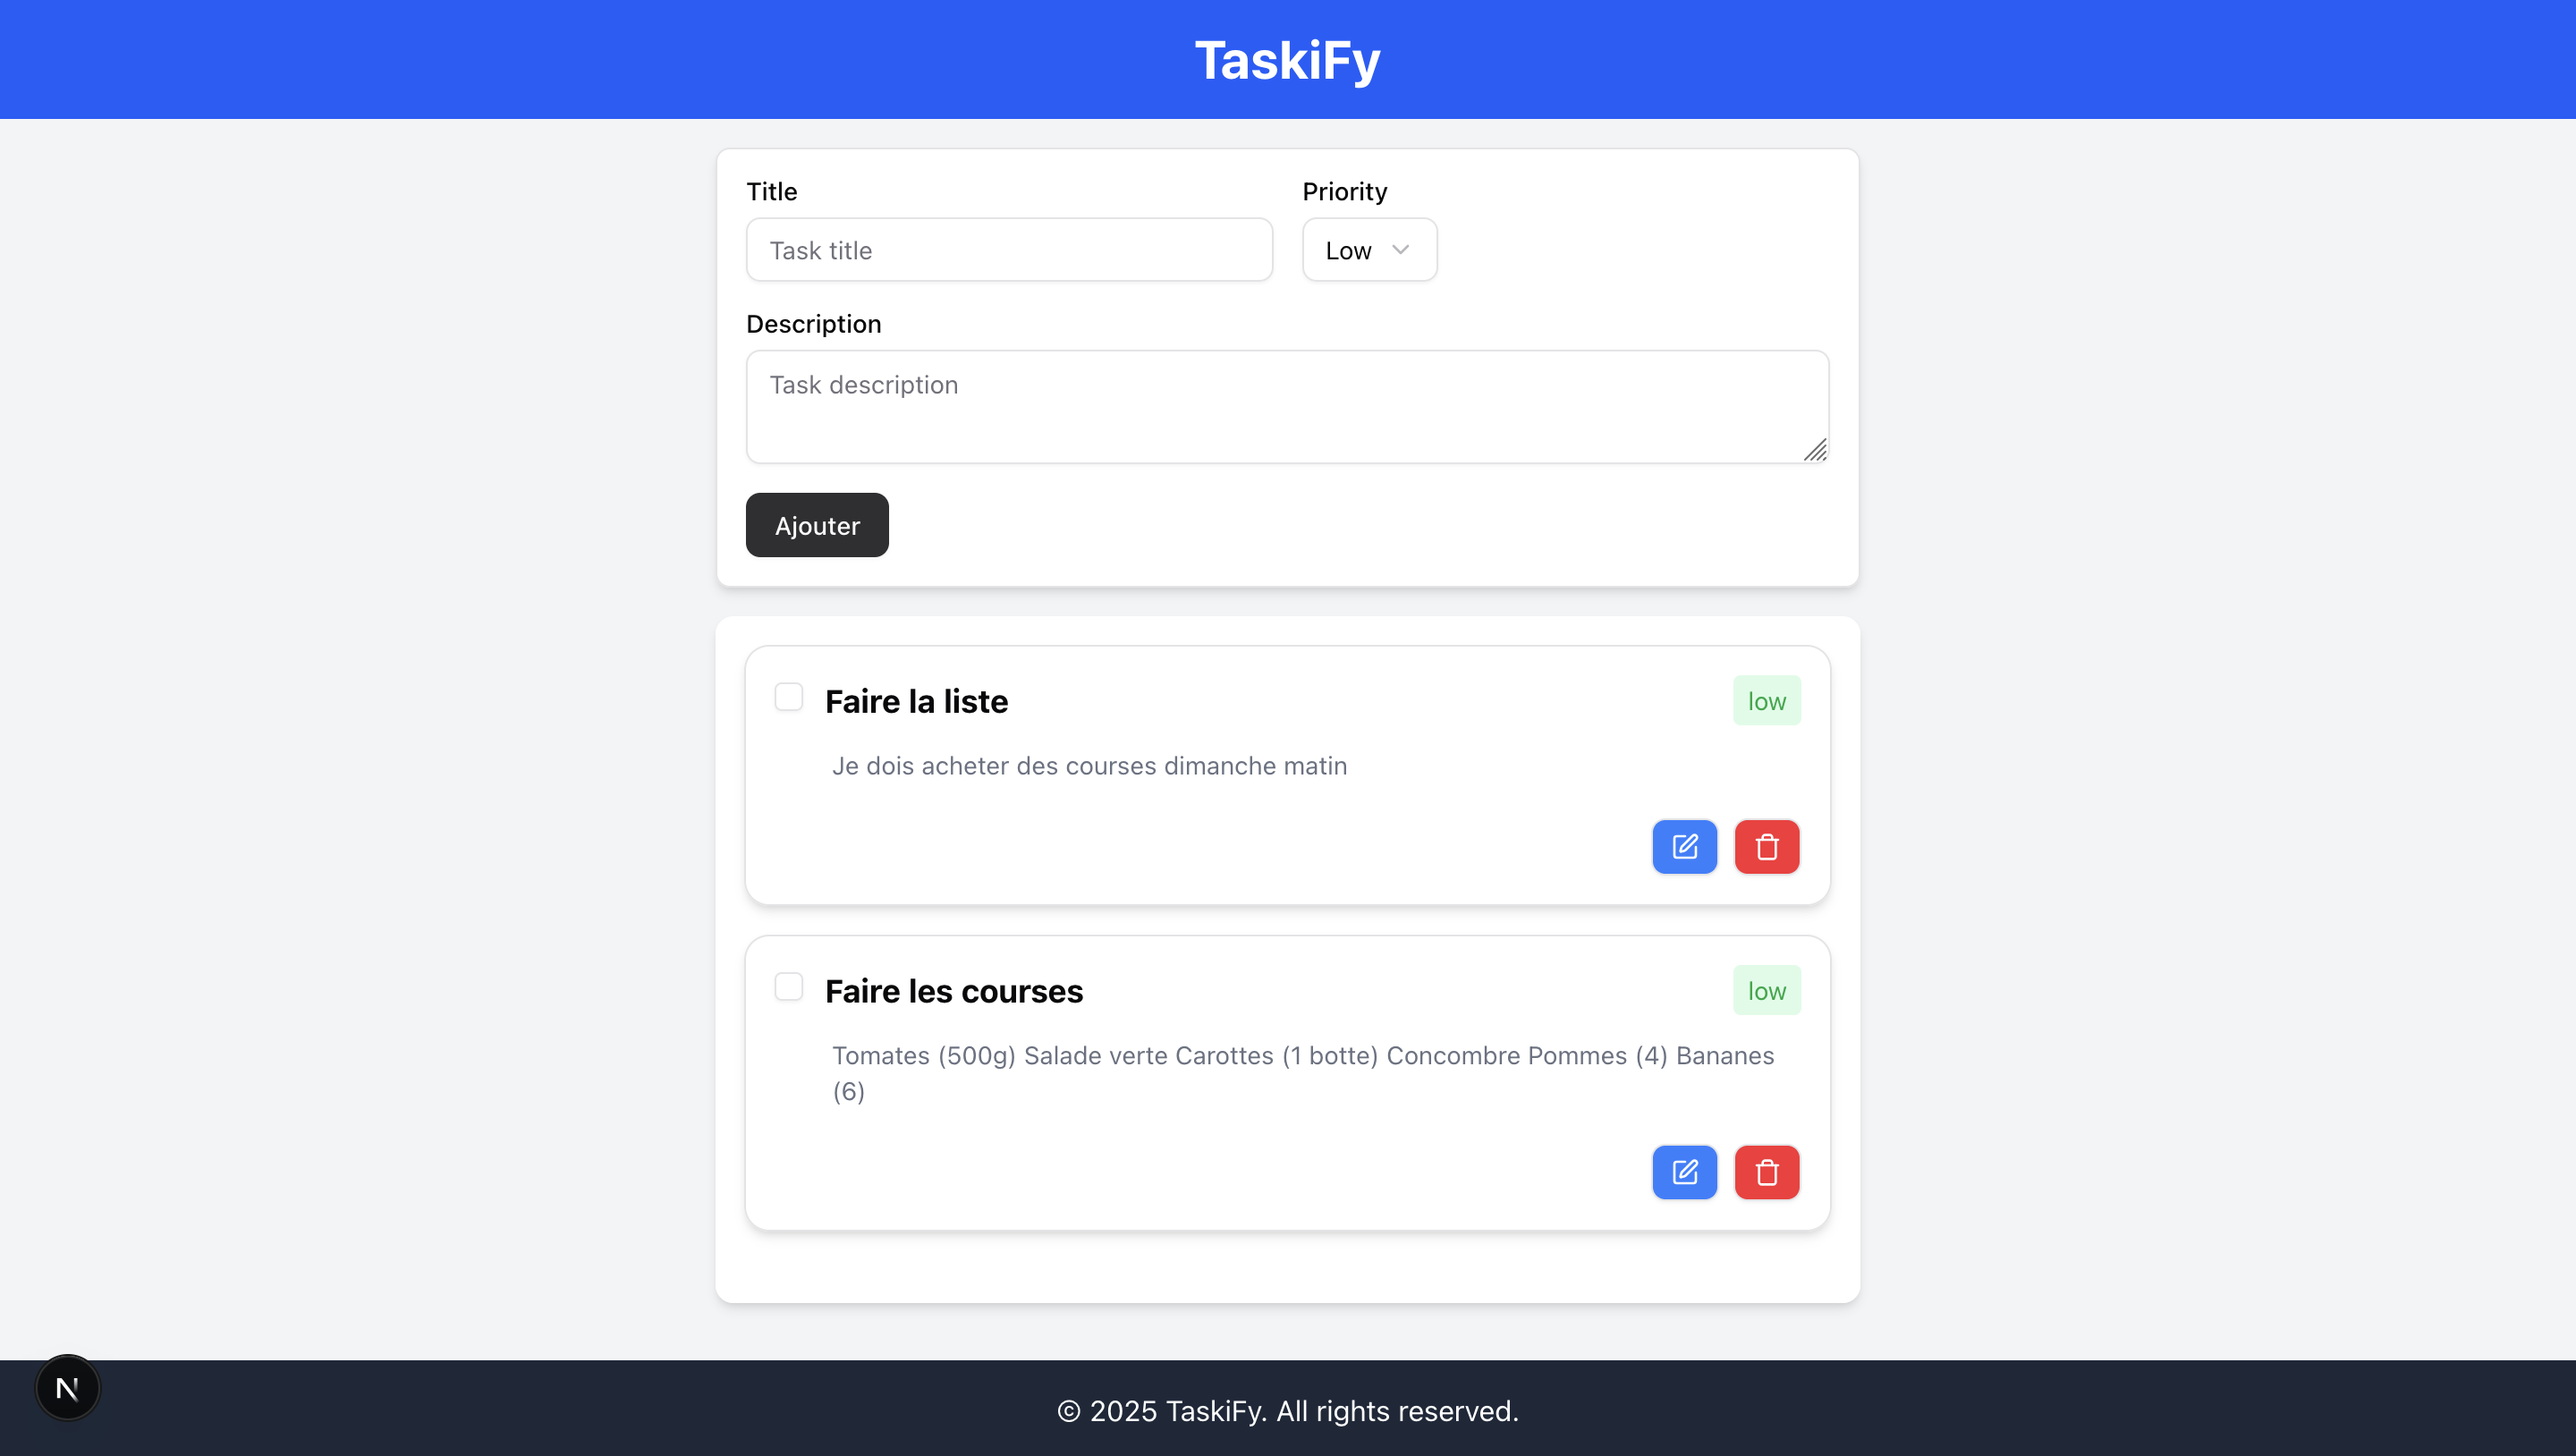 TaskiFy
Title
Priority
Task title
Low
Description
Task description
Ajouter
Faire la liste
low
Je dois acheter des courses dimanche matin
Faire les courses
low
Tomates (500g) Salade verte Carottes (1 botte) Concombre Pommes (4) Bananes
(6)
N
© 2025 TaskiFy. All rights reserved.